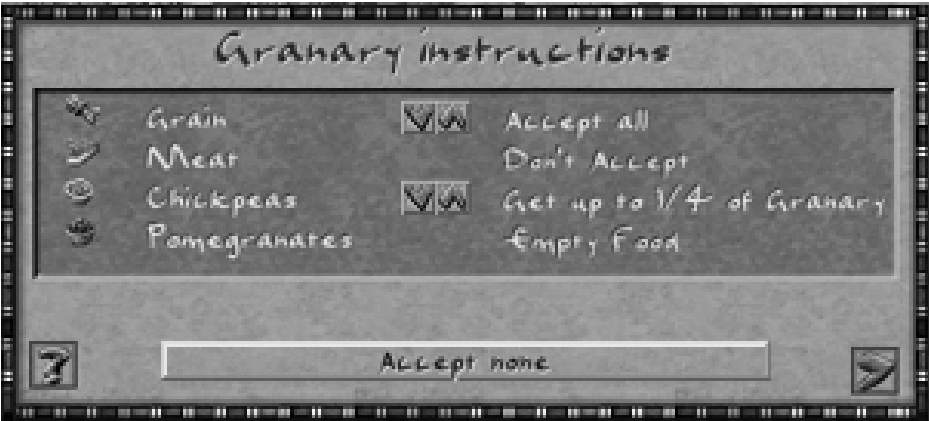 Granary instructions
Grain Accept all
Meat Don't Accept
Chickpeas Get up to 1/4 of Granary
Pomegranates Empty Food
?
Accept none